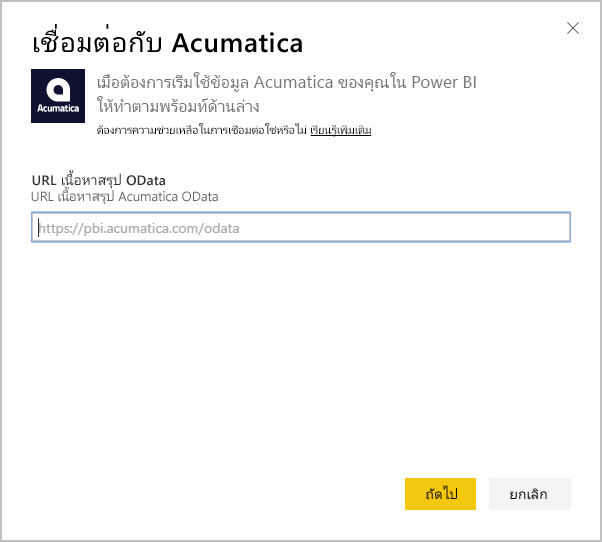 เชื่อมต่อกับ Acumatica
Acumatica
เมื่อต้องการเริ่มใช้ข้อมูล Acumatica ของคุณใน Power BI
ให้ทำตามพร้อมท์ด้านล่าง
ต้องการความช่วยเหลือในการเชื่อมต่อใช่หรือไม่ เรียนรู้เพิ่มเติม
URL เนื้อหาสรุป OData
URL เนื้อหาสรุป Acumatica OData
https://pbi.acumatica.com/odata
ถัดไป
ยกเลิก